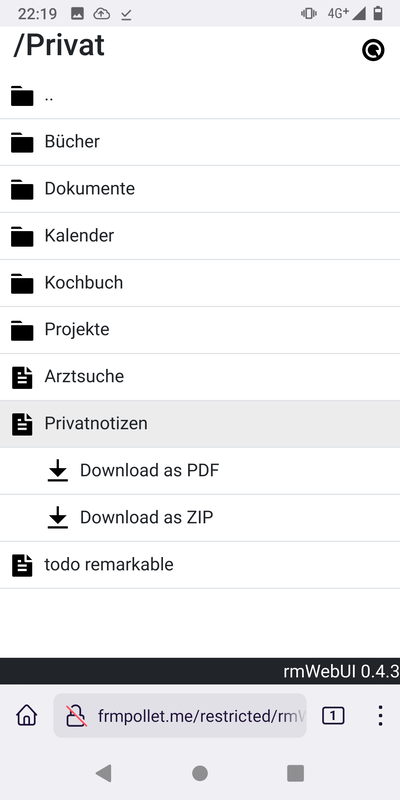 22:19 4G+
/Privat
..
Bücher
Dokumente
Kalender
Kochbuch
Projekte
Arztsuche
Privatnotizen
Download as PDF
Download as ZIP
todo remarkable
rmWebUI 0.4.3
frmpollet.me/restricted/rmW
1